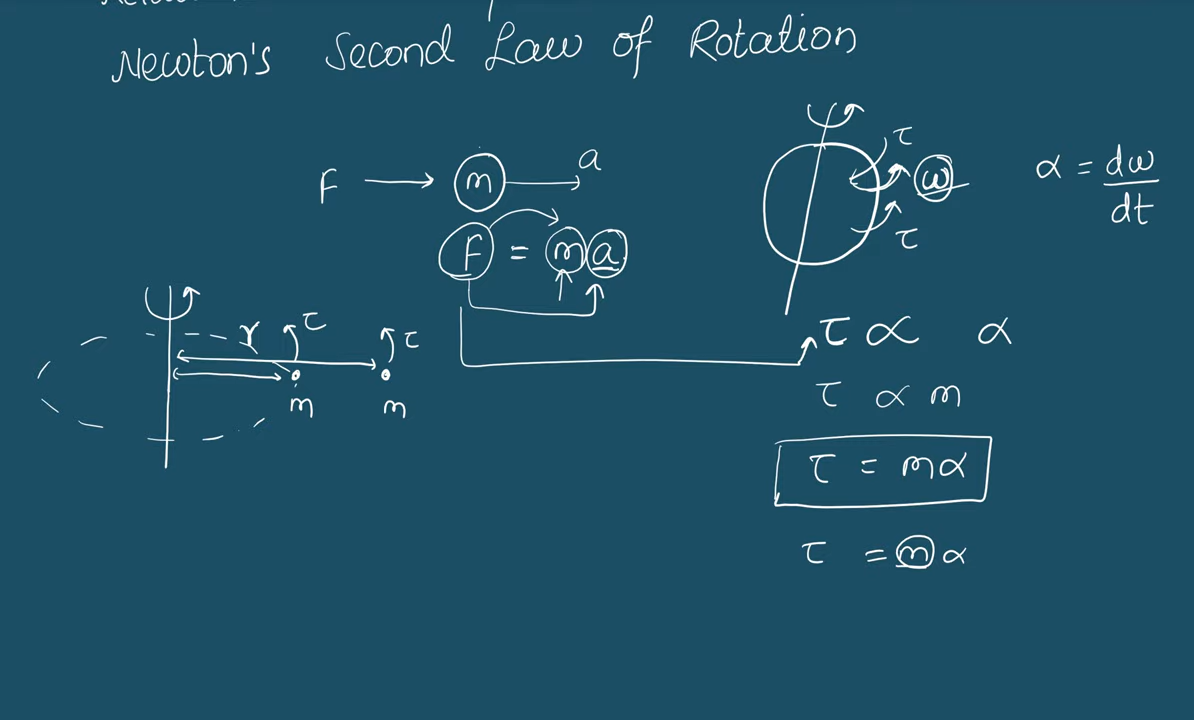 Newton's Second Law of Rotation
F → m → a
F = ma
τ
ω
τ
α = dω/dt
r τ τ
m m
τ ∝ α
τ ∝ m
τ = mα
τ = mα